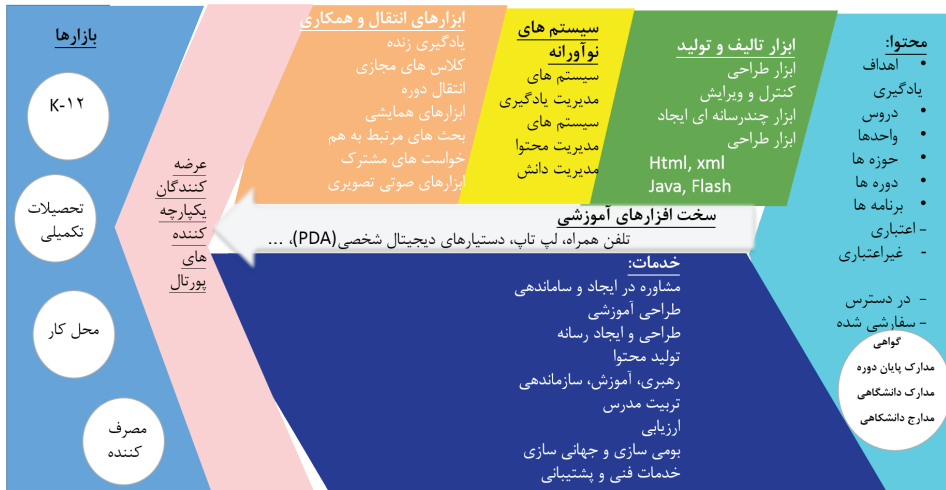 محتوا:
• اهداف
یادگیری
• دروس
• واحدها
• حوزه ها
• دوره ها
• برنامه ها
- اعتباری
- غیراعتباری
- در دسترس
- سفارشی شده
گواهی
مدارک پایان دوره
مدارک دانشگاهی
مدارج دانشگاهی
ابزار تالیف و تولید
ابزار طراحی
کنترل و ویرایش
ابزار چندرسانه ای ایجاد
ابزار طراحی
Html, xml
Java, Flash
سیستم های
نوآورانه
سیستم های
مدیریت یادگیری
سیستم های
مدیریت محتوا
مدیریت دانش
ابزارهای انتقال و همکاری
یادگیری زنده
کلاس های مجازی
انتقال دوره
ابزارهای همایشی
بحث های مرتبط به هم
خواست های مشترک
ابزارهای صوتی تصویری
سخت افزارهای آموزشی
تلفن همراه، لپ تاپ، دستیارهای دیجیتال شخصی(PDA)، ...
خدمات:
مشاوره در ایجاد و ساماندهی
طراحی آموزشی
طراحی و ایجاد رسانه
تولید محتوا
رهبری، آموزش، سازماندهی
تربیت مدرس
ارزیابی
بومی سازی و جهانی سازی
خدمات فنی و پشتیبانی
عرضه
کنندگان
یکپارچه
کننده
های
پورتال
بازارها
K-۱۲
تحصیلات
تکمیلی
محل کار
مصرف
کننده